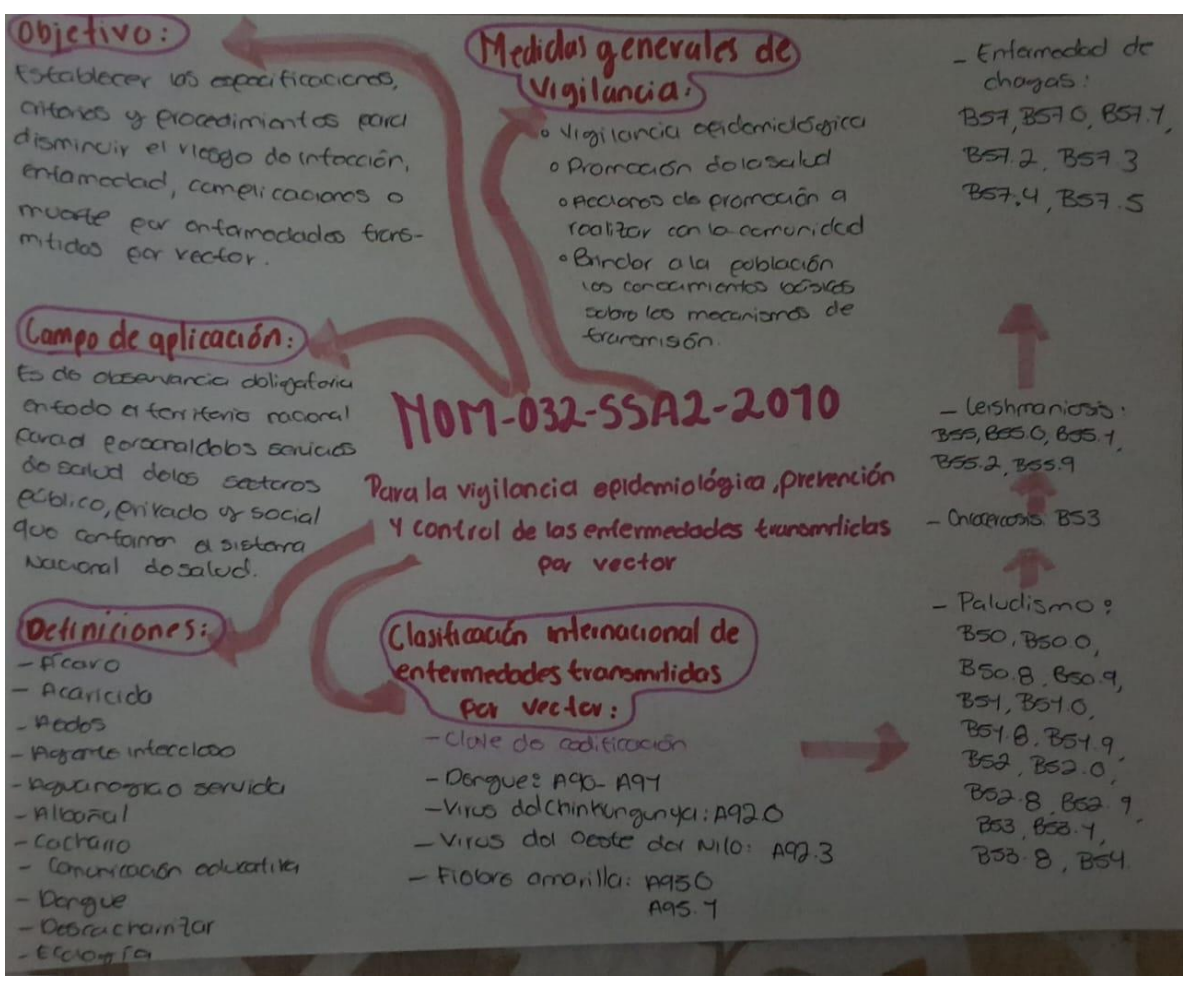 Objetivo:
Establecer las especificaciones,
criterios y procedimientos para
disminuir el riesgo de infección,
enfamedad, complicaciones o
muerte por enfermedades trans-
mitidas por vector.
Campo de aplicación:
Es de observancia obligatoria
en todo el territorio nacional
para el personal de los servicios
de salud de los sectores
público, privado y social
que conforman el sistema
Nacional de salud.
Definiciones:
- Ácaro
- Acaricida
- Aedes
- Agente infeccioso
- Agua negra o servida
- Albañal
- Cacharro
- Comunicación educativa
- Dengue
- Descacharrizar
- Ecología
Medidas generales de
Vigilancia:
• Vigilancia epidemiológica
• Promoción de la salud
• Acciones de promoción a
realizar con la comunidad
• Brindar a la población
los conocimientos básicos
sobre los mecanismos de
transmisión.
NOM-032-SSA2-2010
Para la vigilancia epidemiológica, prevención
y control de las enfermedades transmitidas
por vector
Clasificación internacional de
enfermedades transmitidas
por vector:
- Clave de codificación
- Dengue: A90- A91
- Virus del Chinkungunya: A92.0
- Virus del Oeste del Nilo: A92.3
- Fiebre amarilla: A95 0
A95.1
- Enfermedad de
chagas:
B57, B57 0, B57.1,
B57.2, B57.3
B57.4, B57.5
- Leishmaniosis:
B55, B55.0, B55.1,
B55.2, B55.9
- Oncocercosis: B53
- Paludismo:
B50, B50.0,
B50.8, B50.9,
B51, B51.0,
B51.8, B51.9,
B52, B52.0,
B52.8, B52.9
B53, B53.1,
B53.8, B54.